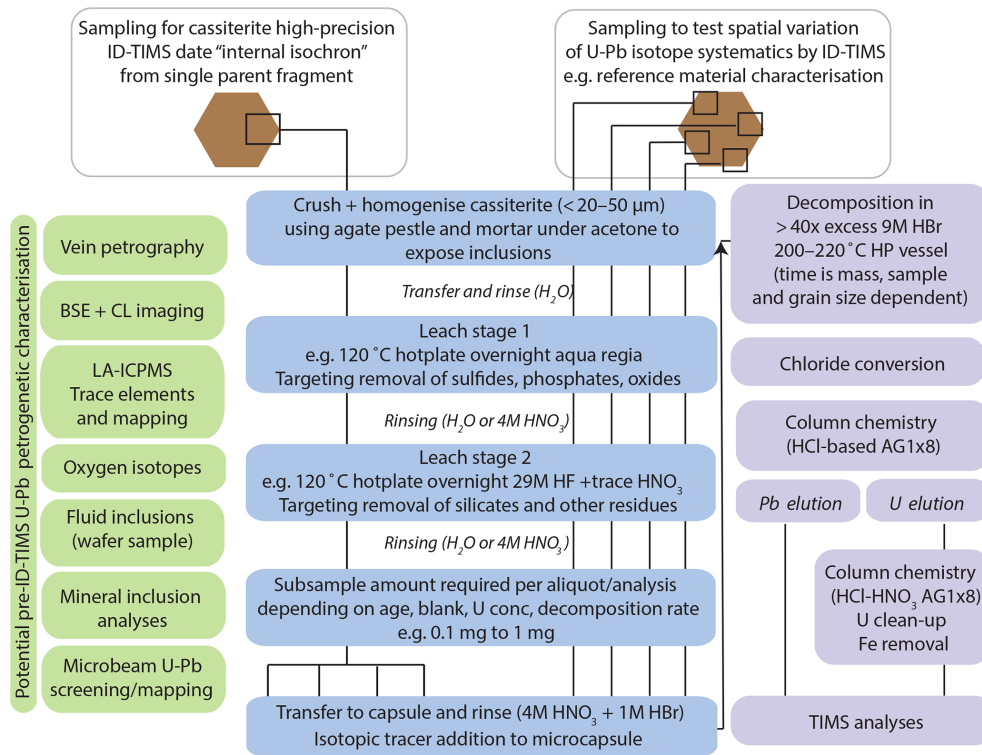 Sampling for cassiterite high-precision
ID-TIMS date “internal isochron”
from single parent fragment
Sampling to test spatial variation
of U-Pb isotope systematics by ID-TIMS
e.g. reference material characterisation
Potential pre-ID-TIMS U-Pb petrogenetic characterisation
Vein petrography
BSE + CL imaging
LA-ICPMS
Trace elements
and mapping
Oxygen isotopes
Fluid inclusions
(wafer sample)
Mineral inclusion
analyses
Microbeam U-Pb
screening/mapping
Crush + homogenise cassiterite (< 20–50 µm)
using agate pestle and mortar under acetone to
expose inclusions
Transfer and rinse (H₂O)
Leach stage 1
e.g. 120 ˚C hotplate overnight aqua regia
Targeting removal of sulfides, phosphates, oxides
Rinsing (H₂O or 4M HNO₃)
Leach stage 2
e.g. 120 ˚C hotplate overnight 29M HF +trace HNO₃
Targeting removal of silicates and other residues
Rinsing (H₂O or 4M HNO₃)
Subsample amount required per aliquot/analysis
depending on age, blank, U conc, decomposition rate
e.g. 0.1 mg to 1 mg
Transfer to capsule and rinse (4M HNO₃ + 1M HBr)
Isotopic tracer addition to microcapsule
Decomposition in
> 40x excess 9M HBr
200–220 ˚C HP vessel
(time is mass, sample
and grain size dependent)
Chloride conversion
Column chemistry
(HCl-based AG1x8)
Pb elution
U elution
Column chemistry
(HCl-HNO₃ AG1x8)
U clean-up
Fe removal
TIMS analyses